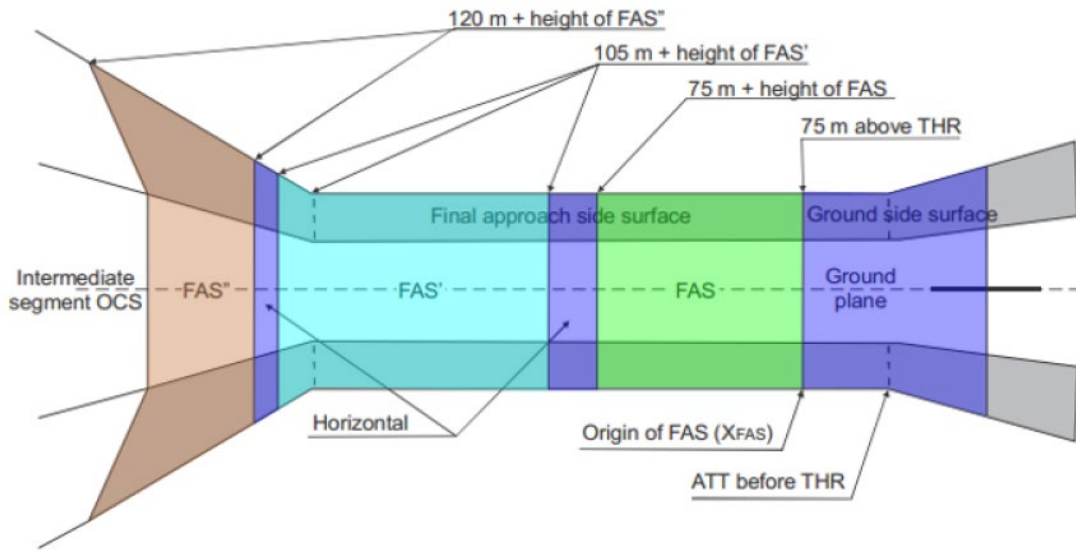 120 m + height of FAS”
105 m + height of FAS’
75 m + height of FAS
75 m above THR
Final approach side surface
Ground side surface
Intermediate
segment OCS
FAS”
FAS’
FAS
Ground
plane
Horizontal
Origin of FAS (XFAS)
ATT before THR